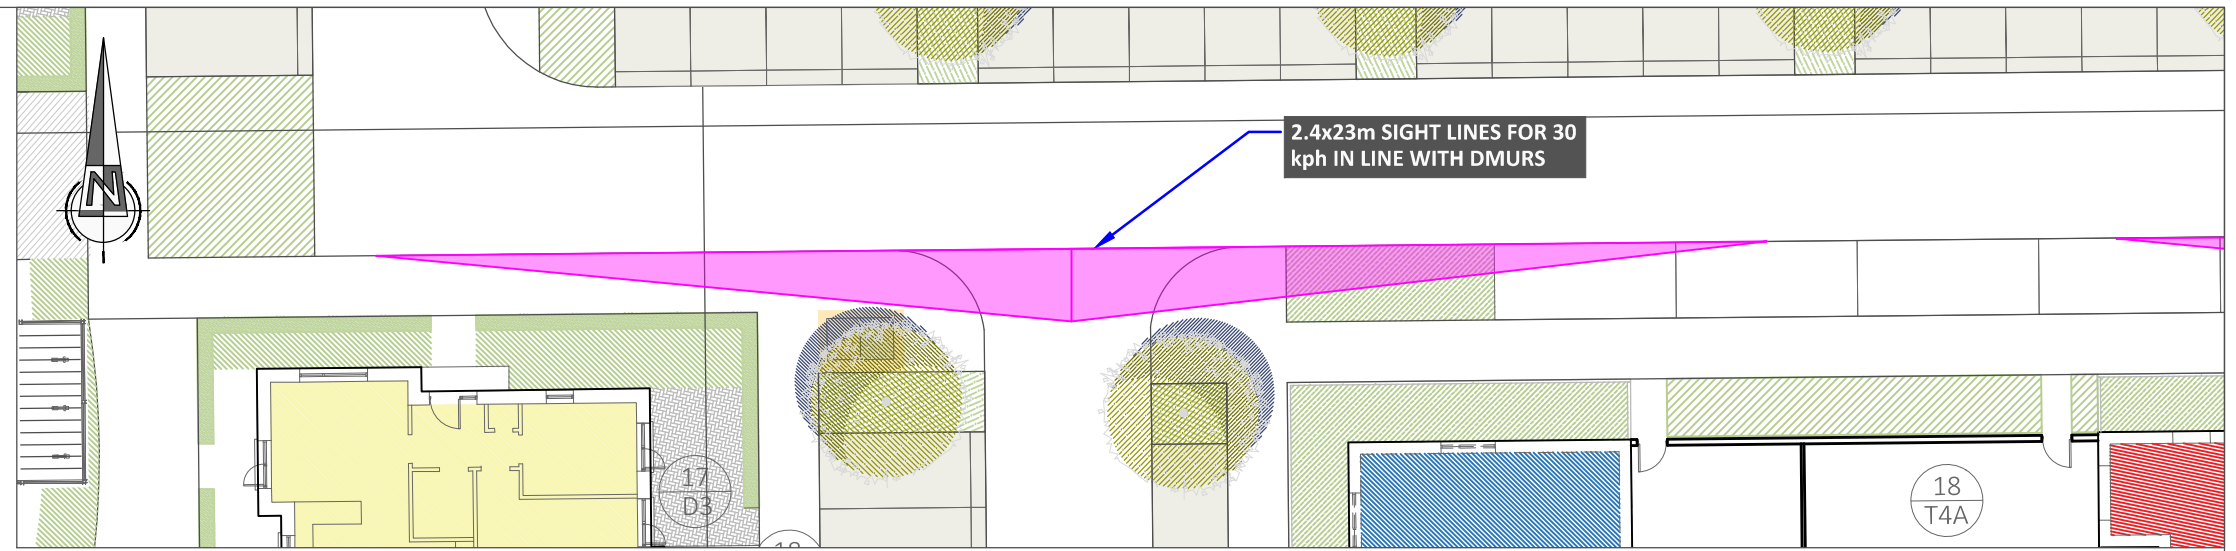 2.4x23m SIGHT LINES FOR 30
kph IN LINE WITH DMURS
N
17
D3
18
T4A